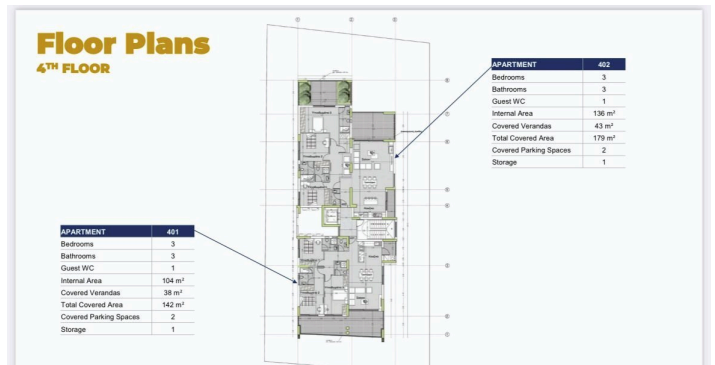 Floor Plans
4TH FLOOR
APARTMENT 402
Bedrooms 3
Bathrooms 3
Guest WC 1
Internal Area 136 m²
Covered Verandas 43 m²
Total Covered Area 179 m²
Covered Parking Spaces 2
Storage 1
APARTMENT 401
Bedrooms 3
Bathrooms 3
Guest WC 1
Internal Area 104 m²
Covered Verandas 38 m²
Total Covered Area 142 m²
Covered Parking Spaces 2
Storage 1